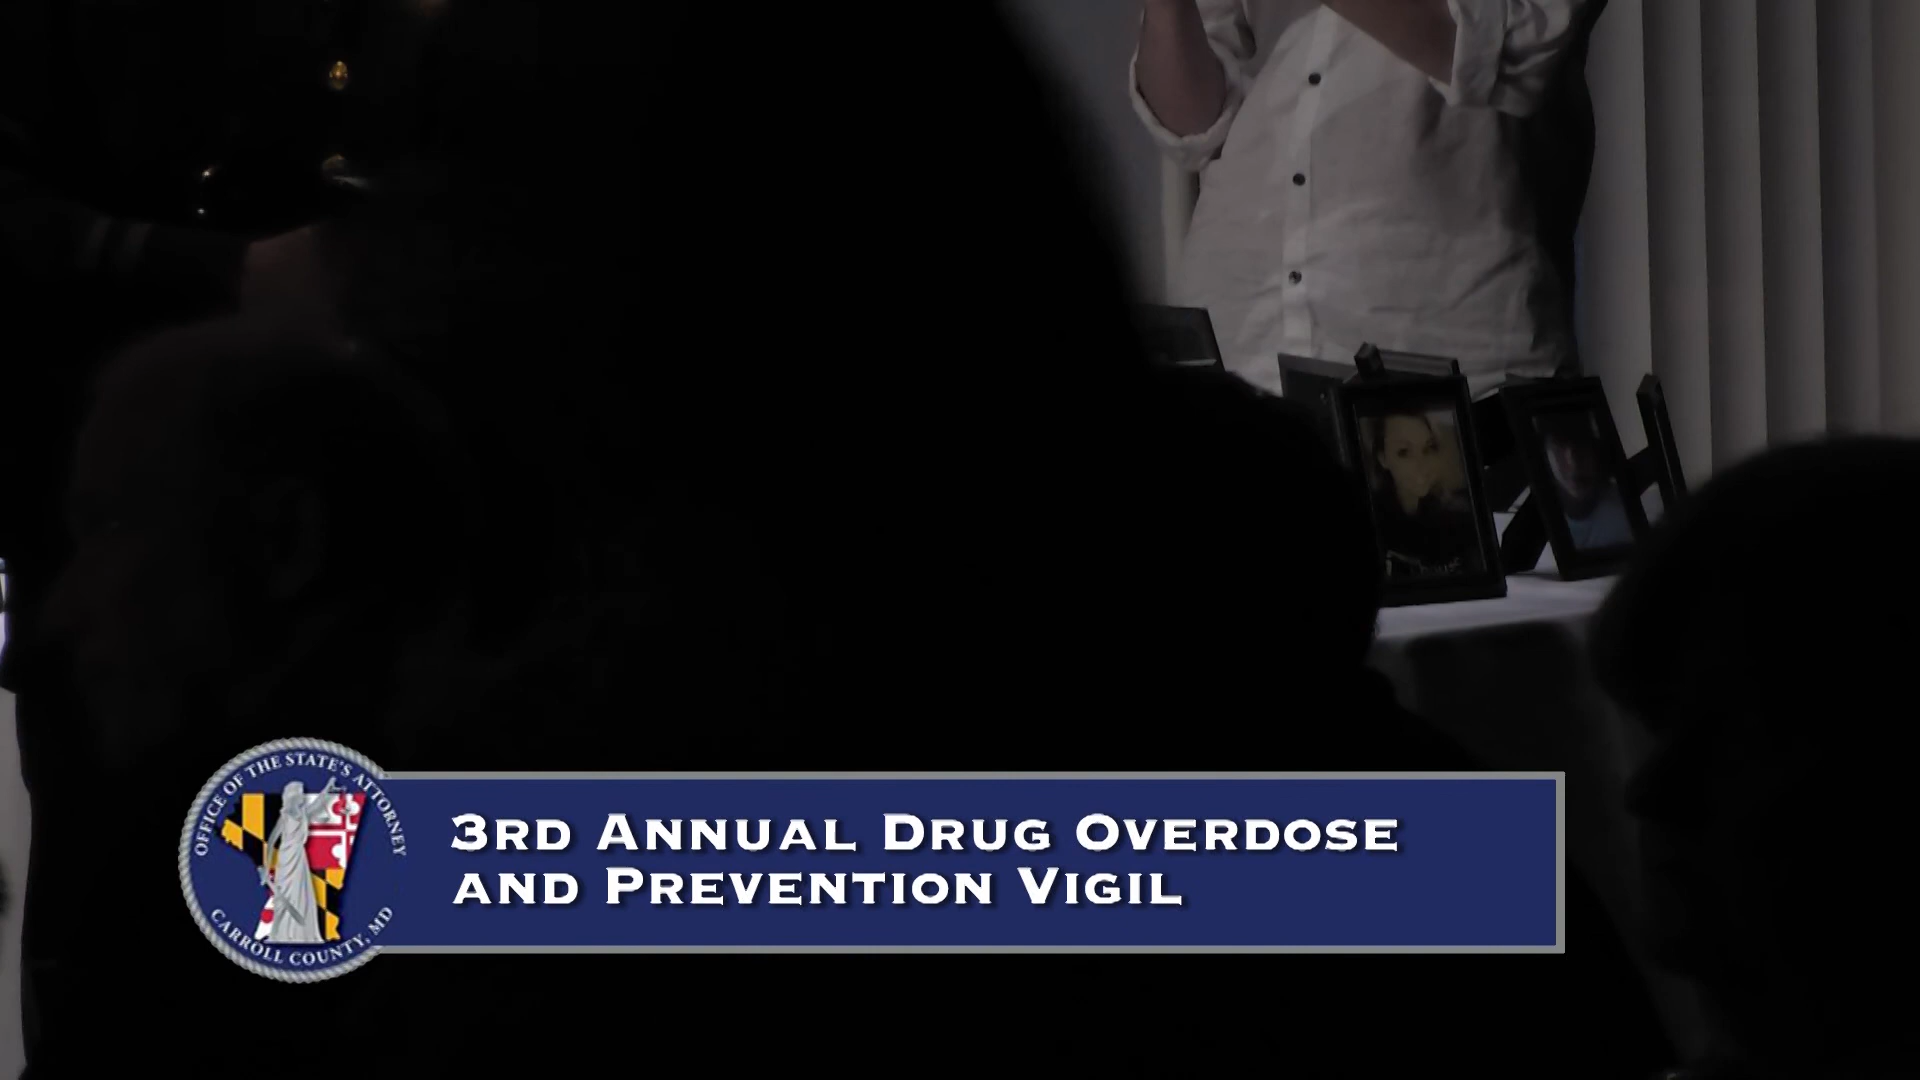 OFFICE OF THE STATE'S ATTORNEY
CARROLL COUNTY, MD
3RD ANNUAL DRUG OVERDOSE
AND PREVENTION VIGIL